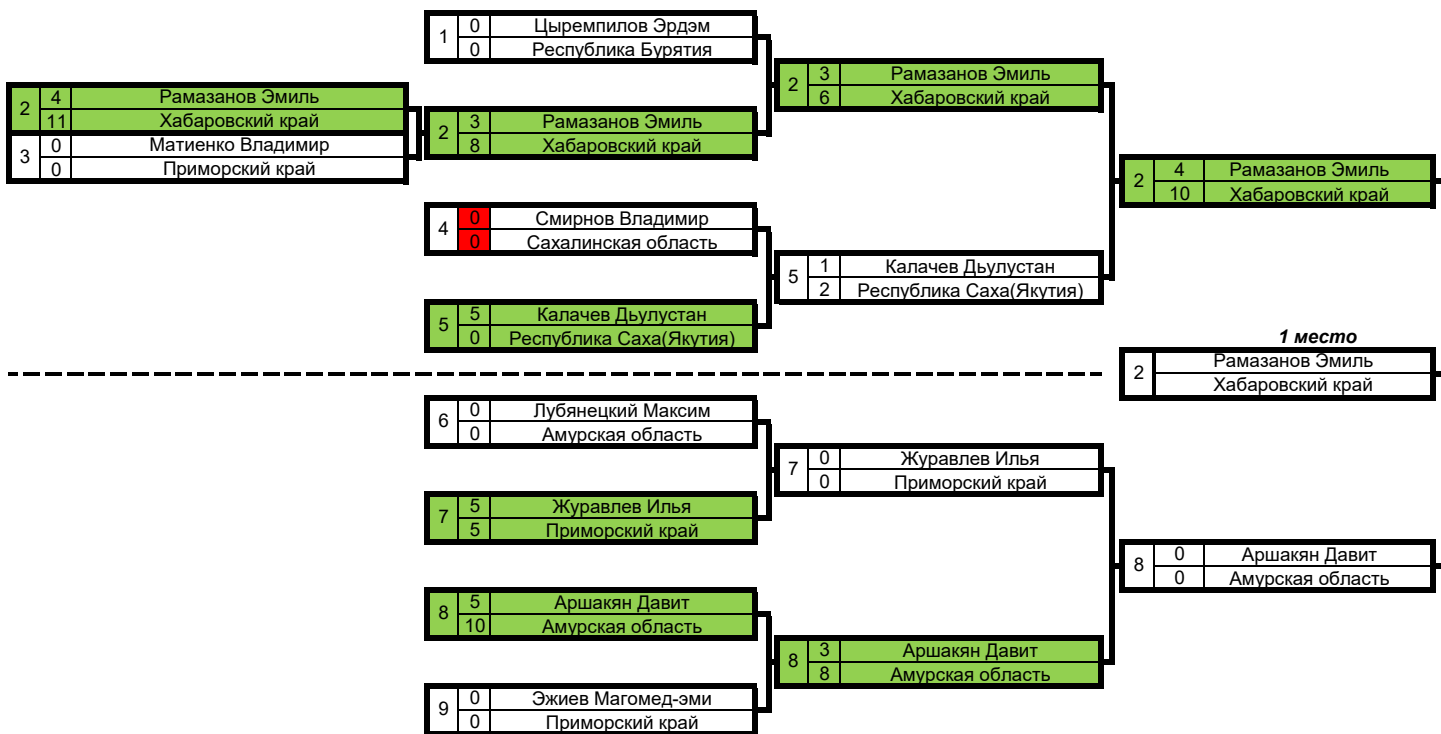 1 0 Цыремпилов Эрдэм
0 Республика Бурятия
2 3 Рамазанов Эмиль
6 Хабаровский край
2 4 Рамазанов Эмиль
11 Хабаровский край
2 3 Рамазанов Эмиль
8 Хабаровский край
3 0 Матиенко Владимир
0 Приморский край
2 4 Рамазанов Эмиль
10 Хабаровский край
4 0 Смирнов Владимир
0 Сахалинская область
5 1 Калачев Дьулустан
2 Республика Саха(Якутия)
5 5 Калачев Дьулустан
0 Республика Саха(Якутия)
1 место
2 Рамазанов Эмиль
Хабаровский край
6 0 Лубянецкий Максим
0 Амурская область
7 0 Журавлев Илья
0 Приморский край
7 5 Журавлев Илья
5 Приморский край
8 0 Аршакян Давит
0 Амурская область
8 5 Аршакян Давит
10 Амурская область
8 3 Аршакян Давит
8 Амурская область
9 0 Эжиев Магомед-эми
0 Приморский край